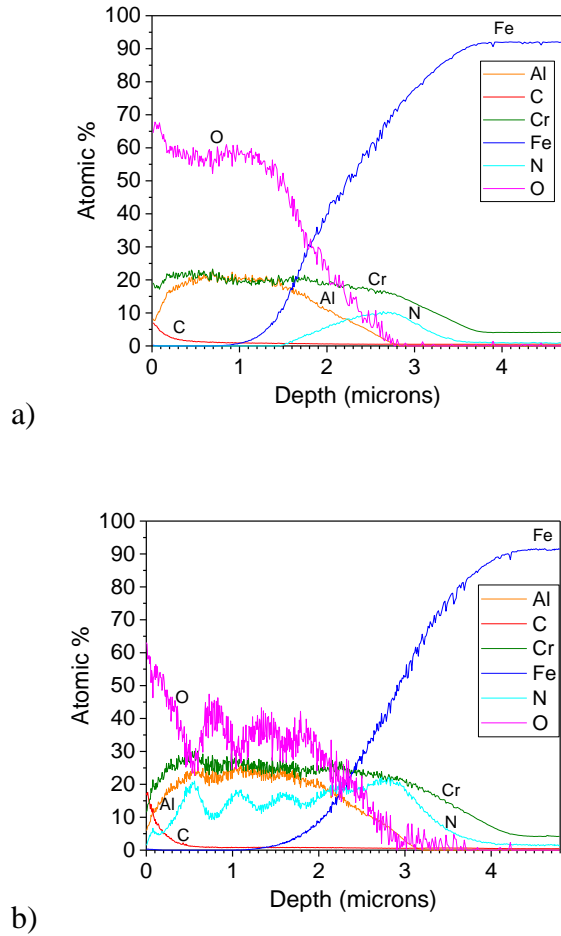 100
90
80
70
60
50
40
30
20
10
0
Atomic %
0 1 2 3 4
Depth (microns)
Fe
O
Cr
Al
N
C
Al
C
Cr
Fe
N
O
a)
100
90
80
70
60
50
40
30
20
10
0
Atomic %
0 1 2 3 4
Depth (microns)
Fe
O
Al
C
Cr
N
Al
C
Cr
Fe
N
O
b)